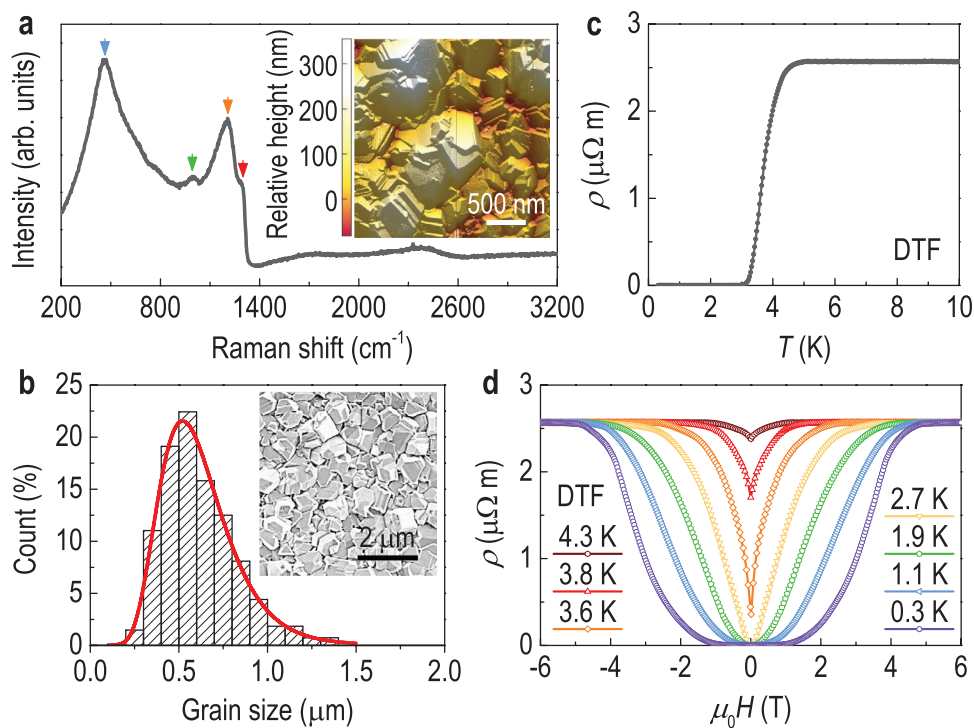 a
Intensity (arb. units)
Relative height (nm)
300
200
100
0
500 nm
200 800 1400 2000 2600 3200
Raman shift (cm⁻¹)
b
Count (%)
25
20
15
10
5
0
2 μm
0.0 0.5 1.0 1.5 2.0
Grain size (μm)
c
ρ (μΩ m)
3
2
1
0
DTF
0 2 4 6 8 10
T (K)
d
ρ (μΩ m)
3
2
1
0
DTF
4.3 K
3.8 K
3.6 K
2.7 K
1.9 K
1.1 K
0.3 K
-6 -4 -2 0 2 4 6
μ₀H (T)